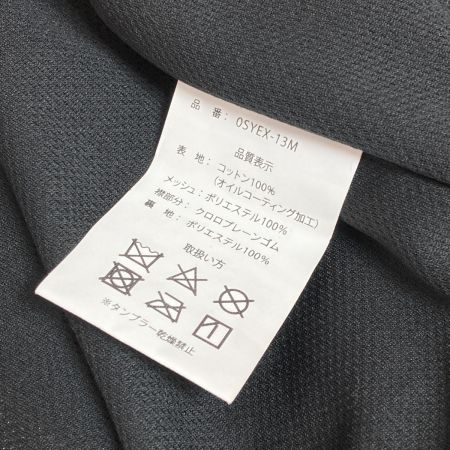 品 番: OSYEX-13M
品質表示
表 地: コットン100%
(オイルコーティング加工)
メッシュ: ポリエステル100%
襟部分: クロロプレーンゴム
裏 地: ポリエステル100%
取扱い方
※タンブラー乾燥禁止